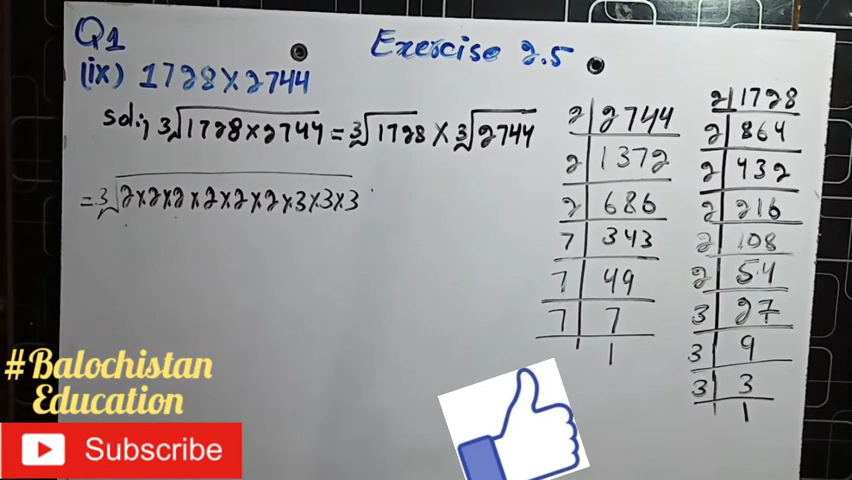 Q1
Exercise 2.5
(ix) 1728×2744
Sol:, ∛1728×2744 = ∛1728 × ∛2744
= ∛2×2×2×2×2×2×3×3×3
2 | 2744
2 | 1372
2 | 686
7 | 343
7 | 49
7 | 7
1
2 | 1728
2 | 864
2 | 432
2 | 216
2 | 108
2 | 54
3 | 27
3 | 9
3 | 3
1
#Balochistan
Education
Subscribe